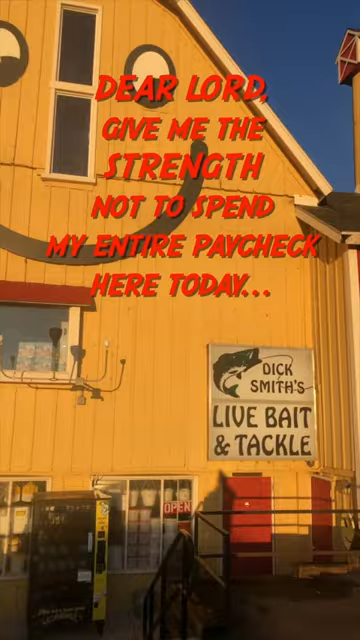 DEAR LORD,
GIVE ME THE
STRENGTH
NOT TO SPEND
MY ENTIRE PAYCHECK
HERE TODAY...
DICK
SMITH'S
LIVE BAIT
& TACKLE
OPEN